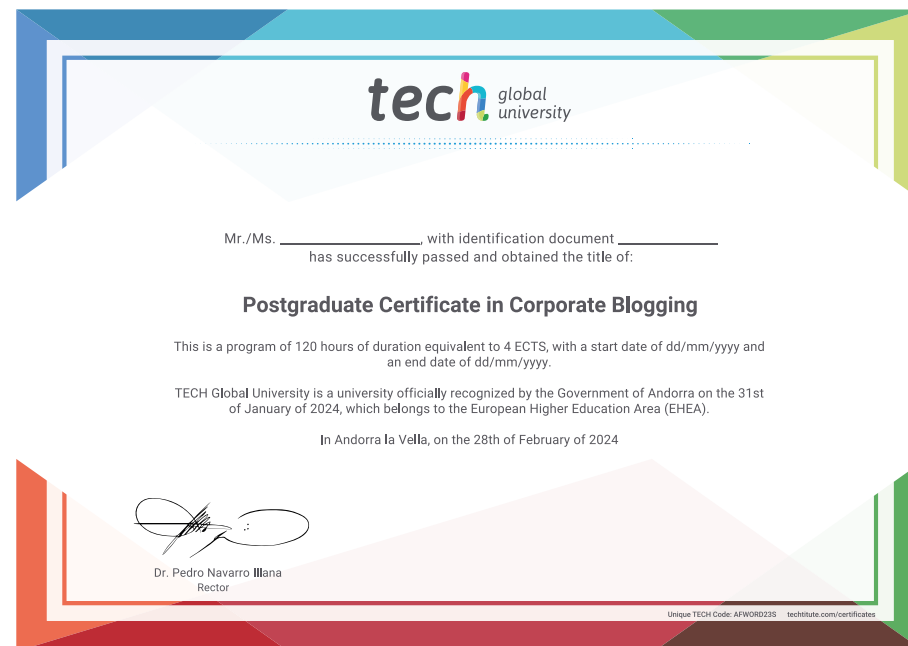 tech global
university
Mr./Ms. ____________________, with identification document ______________
has successfully passed and obtained the title of:
Postgraduate Certificate in Corporate Blogging
This is a program of 120 hours of duration equivalent to 4 ECTS, with a start date of dd/mm/yyyy and
an end date of dd/mm/yyyy.
TECH Global University is a university officially recognized by the Government of Andorra on the 31st
of January of 2024, which belongs to the European Higher Education Area (EHEA).
In Andorra la Vella, on the 28th of February of 2024
Dr. Pedro Navarro Illana
Rector
Unique TECH Code: AFWORD23S techtitute.com/certificates